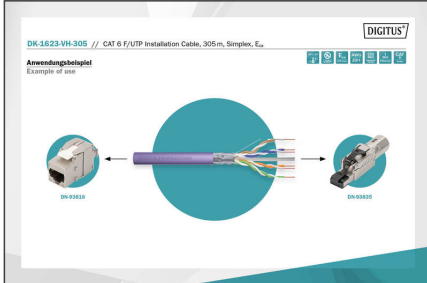 DIGITUS®
DK-1623-VH-305 // CAT 6 F/UTP Installation Cable, 305 m, Simplex, Eca
Anwendungsbeispiel
Example of use
DN-93616
DN-93835